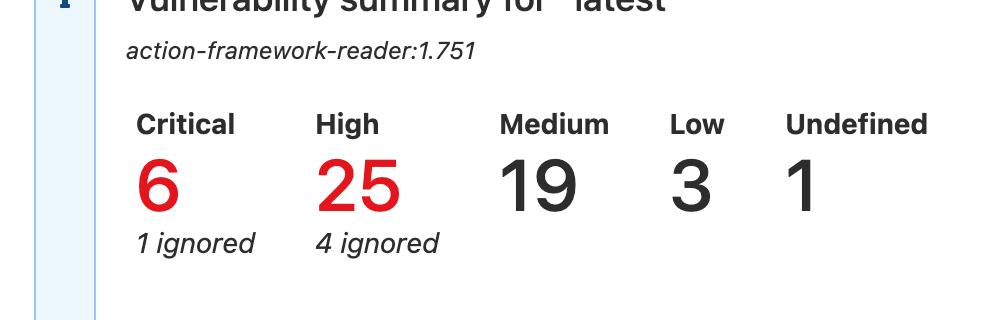 Vulnerability summary for "latest"
action-framework-reader:1.751
Critical High Medium Low Undefined
6 25 19 3 1
1 ignored 4 ignored